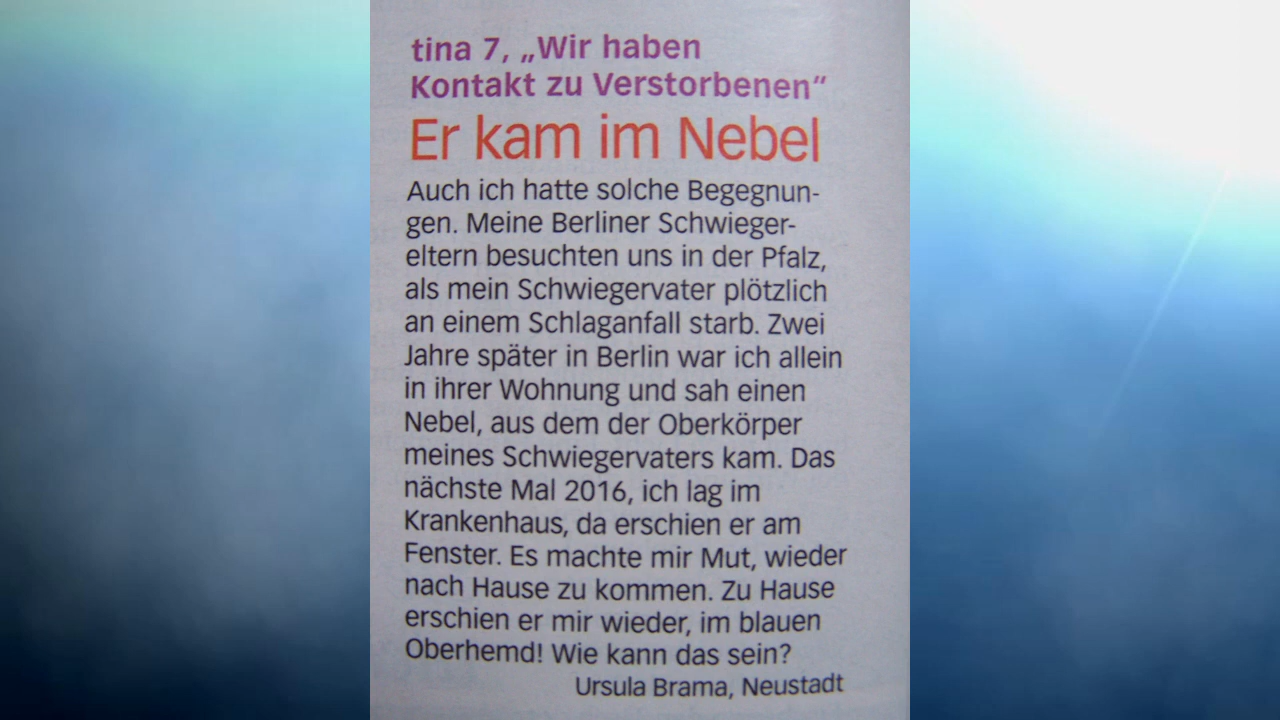 tina 7, „Wir haben
Kontakt zu Verstorbenen“
Er kam im Nebel
Auch ich hatte solche Begegnun-
gen. Meine Berliner Schwieger-
eltern besuchten uns in der Pfalz,
als mein Schwiegervater plötzlich
an einem Schlaganfall starb. Zwei
Jahre später in Berlin war ich allein
in ihrer Wohnung und sah einen
Nebel, aus dem der Oberkörper
meines Schwiegervaters kam. Das
nächste Mal 2016, ich lag im
Krankenhaus, da erschien er am
Fenster. Es machte mir Mut, wieder
nach Hause zu kommen. Zu Hause
erschien er mir wieder, im blauen
Oberhemd! Wie kann das sein?
Ursula Brama, Neustadt